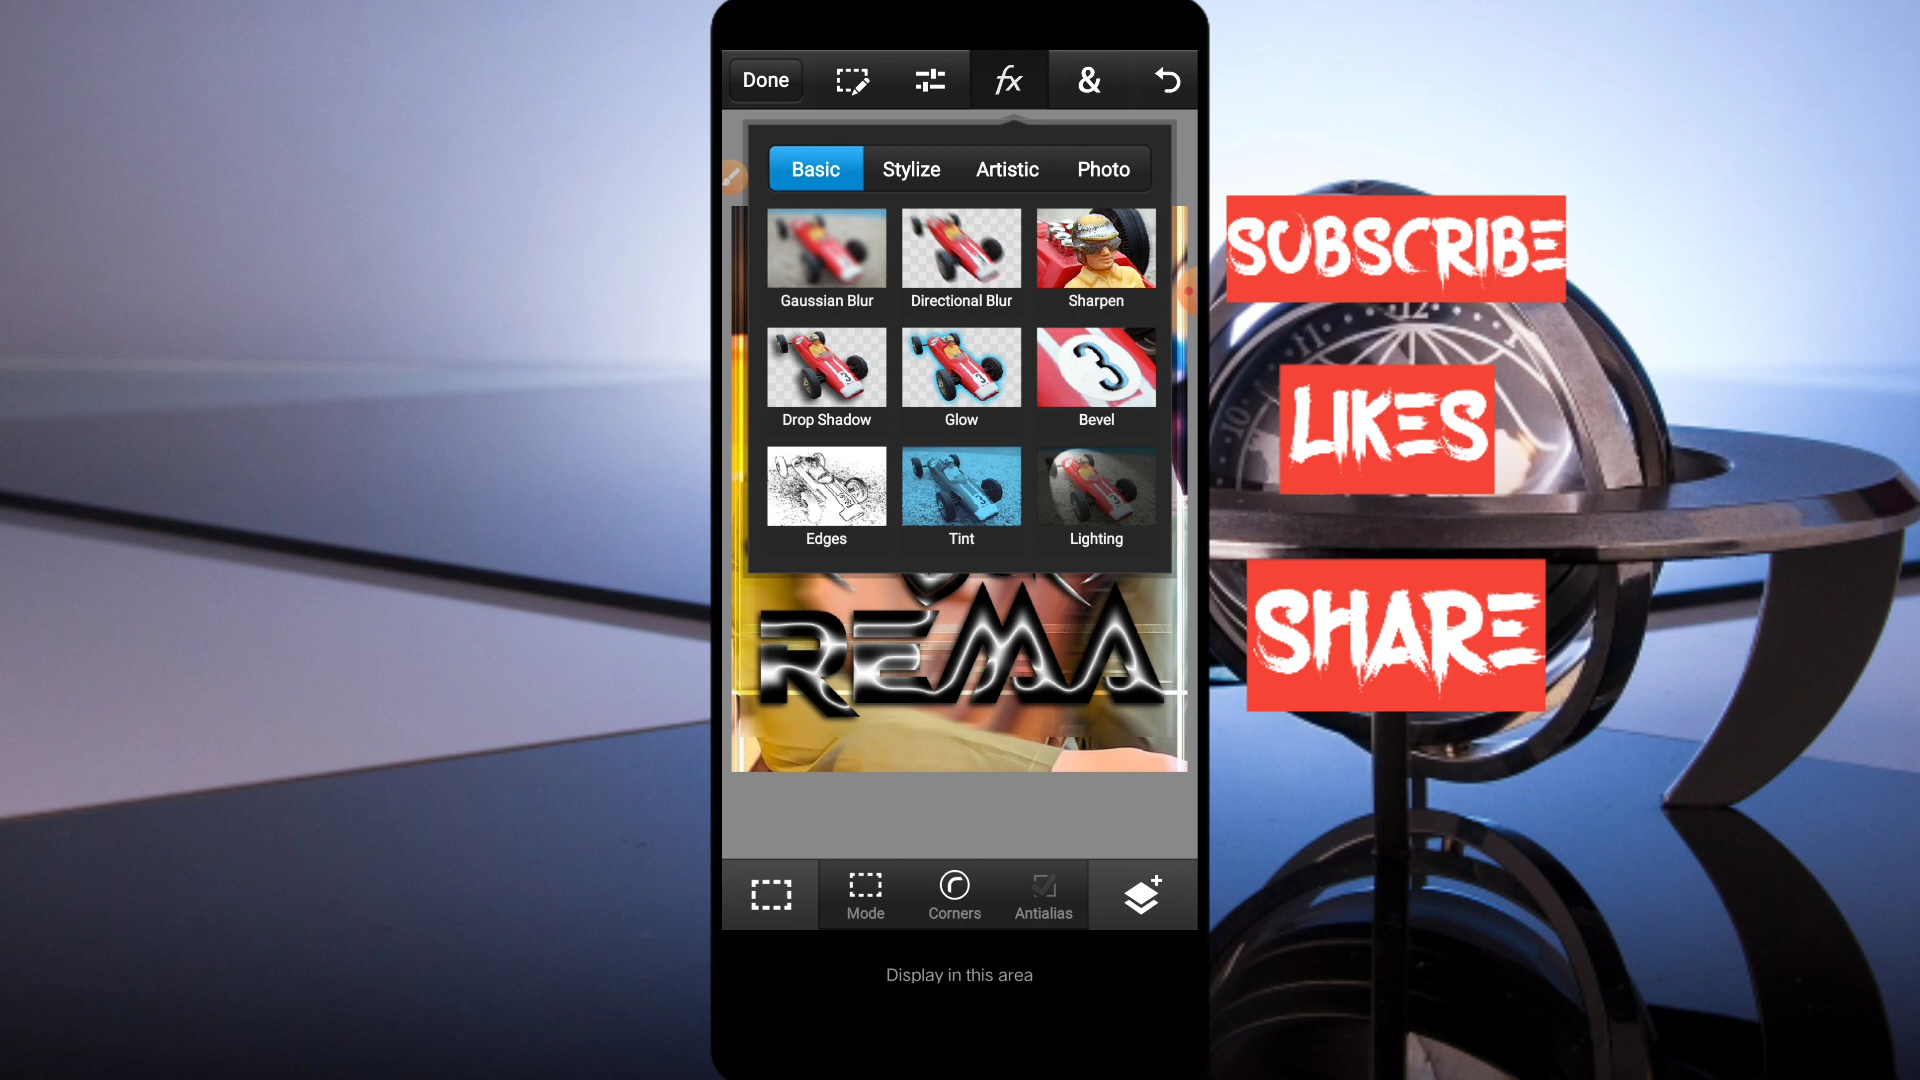 Done fx &
Basic Stylize Artistic Photo
Gaussian Blur Directional Blur Sharpen
Drop Shadow Glow Bevel
Edges Tint Lighting
REMA
Mode Corners Antialias
Display in this area
SUBSCRIBE
LIKES
SHARE